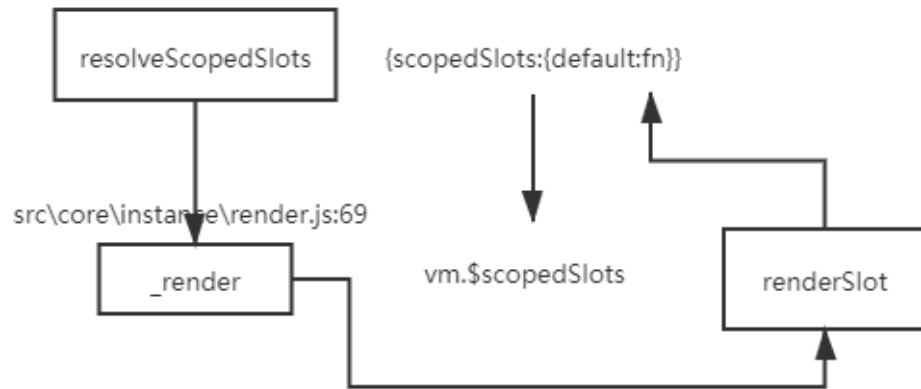 resolveScopedSlots
{scopedSlots:{default:fn}}
src\core\instance\render.js:69
_render
vm.$scopedSlots
renderSlot